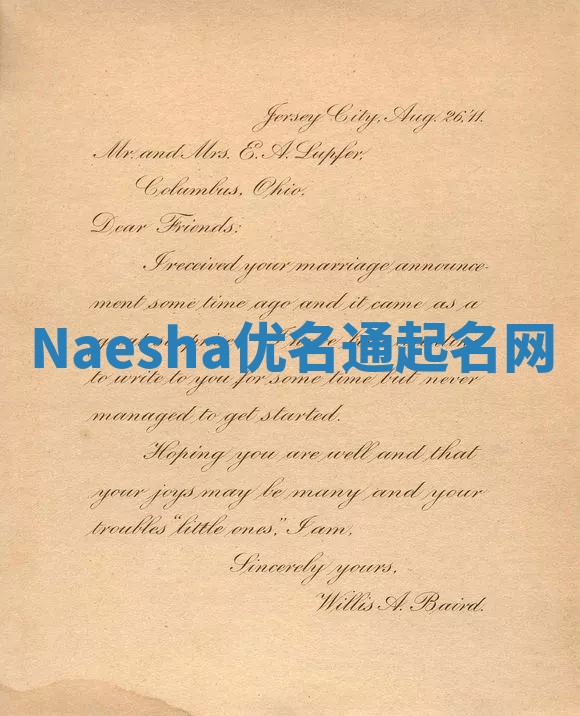 Jersey City, Aug. 26, '11.
Mr. and Mrs. E. A. Lupfer,
Columbus, Ohio.
Dear Friends:
I received your marriage announce-
ment some time ago and it came as a
Naesha优名通起名网
to write to you for some time but never
managed to get started.
Hoping you are well and that
your joys may be many and your
troubles "little ones," I am,
Sincerely yours,
Willis A. Baird.